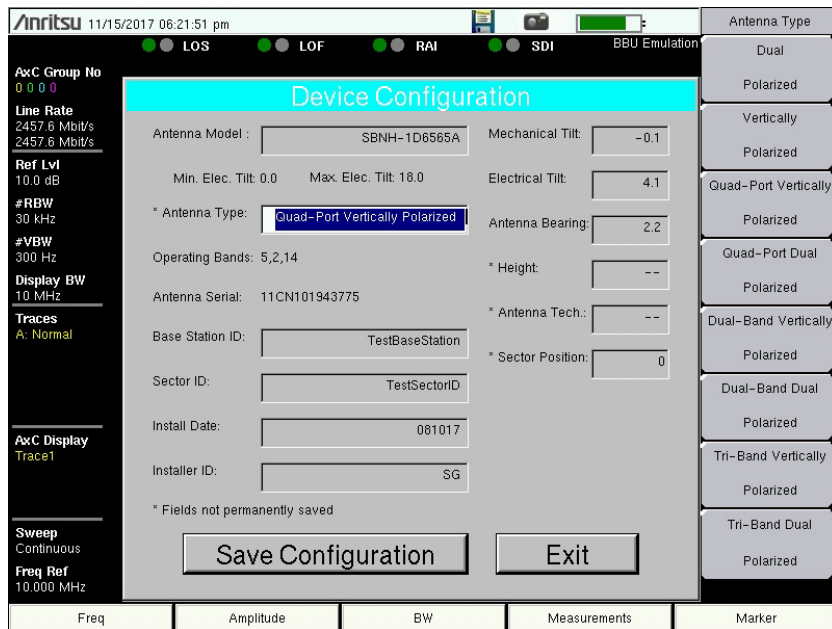 Anritsu 11/15/2017 06:21:51 pm
LOS
LOF
RAI
SDI
BBU Emulation
AxC Group No
0 0 0 0
Line Rate
2457.6 Mbit/s
2457.6 Mbit/s
Ref Lvl
10.0 dB
#RBW
30 kHz
#VBW
300 Hz
Display BW
10 MHz
Traces
A: Normal
AxC Display
Trace1
Sweep
Continuous
Freq Ref
10.000 MHz
Device Configuration
Antenna Model : SBNH-1D6565A
Min. Elec. Tilt: 0.0 Max. Elec. Tilt: 18.0
* Antenna Type: Quad-Port Vertically Polarized
Operating Bands: 5,2,14
Antenna Serial: 11CN101943775
Base Station ID: TestBaseStation
Sector ID: TestSectorID
Install Date: 081017
Installer ID: SG
* Fields not permanently saved
Mechanical Tilt: -0.1
Electrical Tilt: 4.1
Antenna Bearing: 2.2
* Height: --
* Antenna Tech.: --
* Sector Position: 0
Save Configuration
Exit
Antenna Type
Dual
Polarized
Vertically
Polarized
Quad-Port Vertically
Polarized
Quad-Port Dual
Polarized
Dual-Band Vertically
Polarized
Dual-Band Dual
Polarized
Tri-Band Vertically
Polarized
Tri-Band Dual
Polarized
Freq
Amplitude
BW
Measurements
Marker